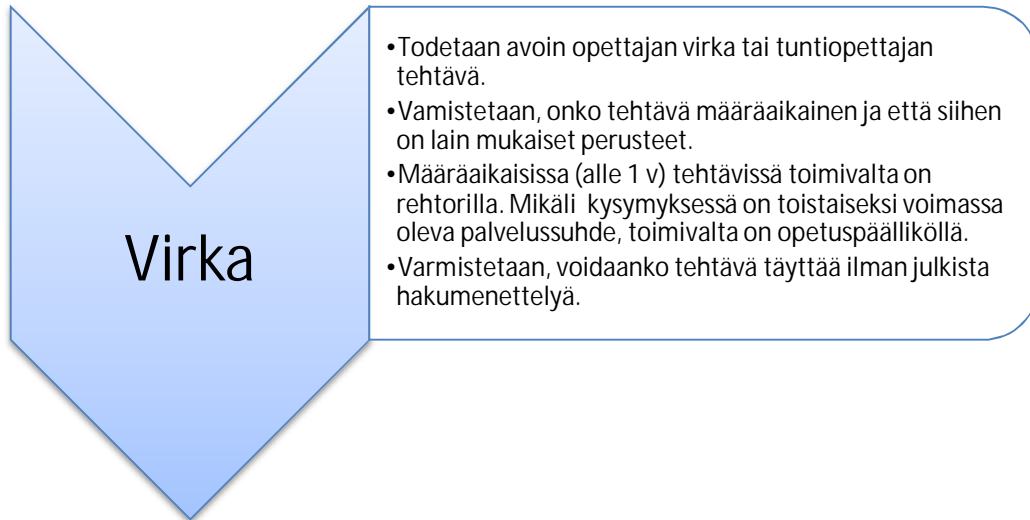 Virka
•Todetaan avoin opettajan virka tai tuntiopettajan
tehtävä.
•Vamistetaan, onko tehtävä määräaikainen ja että siihen
on lain mukaiset perusteet.
•Määräaikaisissa (alle 1 v) tehtävissä toimivalta on
rehtorilla. Mikäli kysymyksessä on toistaiseksi voimassa
oleva palvelussuhde, toimivalta on opetuspäälliköllä.
•Varmistetaan, voidaanko tehtävä täyttää ilman julkista
hakumenettelyä.